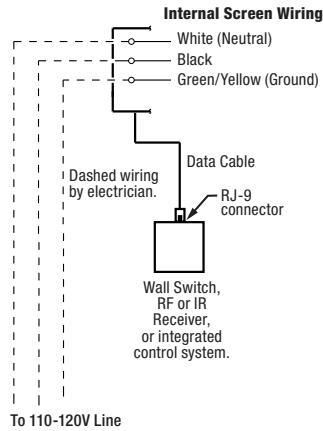 Internal Screen Wiring
White (Neutral)
Black
Green/Yellow (Ground)
Data Cable
Dashed wiring
by electrician.
RJ-9
connector
Wall Switch,
RF or IR
Receiver,
or integrated
control system.
To 110-120V Line